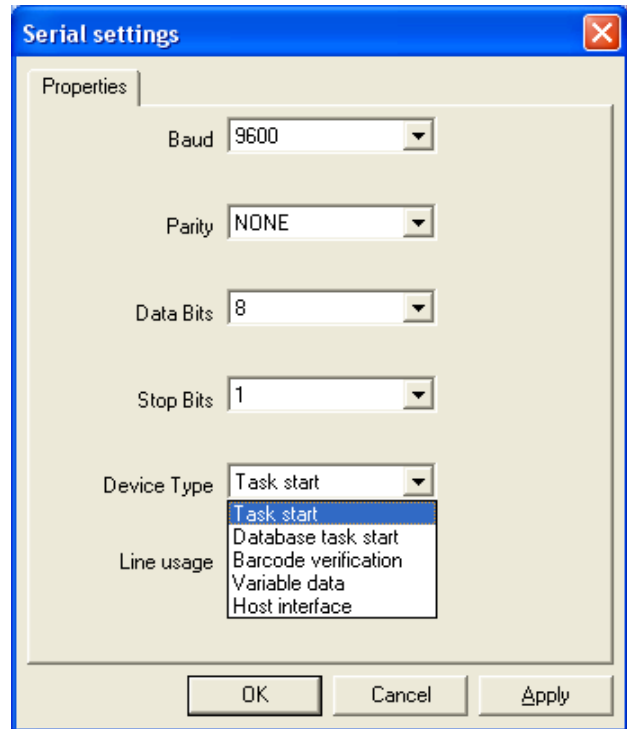 Serial settings
Properties
Baud 9600
Parity NONE
Data Bits 8
Stop Bits 1
Device Type Task start
Task start
Database task start
Line usage Barcode verification
Variable data
Host interface
OK Cancel Apply